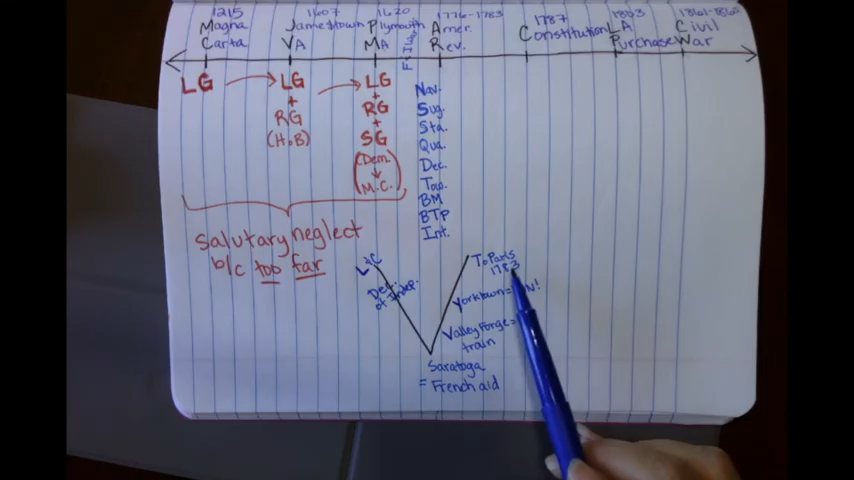 1215
Magna
Carta
1607
Jamestown
VA
1620
Plymouth
MA
F+I War
1776-1783
Amer.
Rev.
1787
Constitution
1803
LA
Purchase
1861-1865
Civil
War
LG
LG
+
RG
(H.B)
LG
+
RG
+
SG
(Dem.
M.C.)
Nav.
Sug.
Sta.
Qua.
Dec.
Tow.
BM
BTP
Int.
Salutary neglect
b/c too far
L+C
Dec.
of Indep.
Saratoga
= French aid
Valley Forge =
train
Yorktown =
To Paris
1783